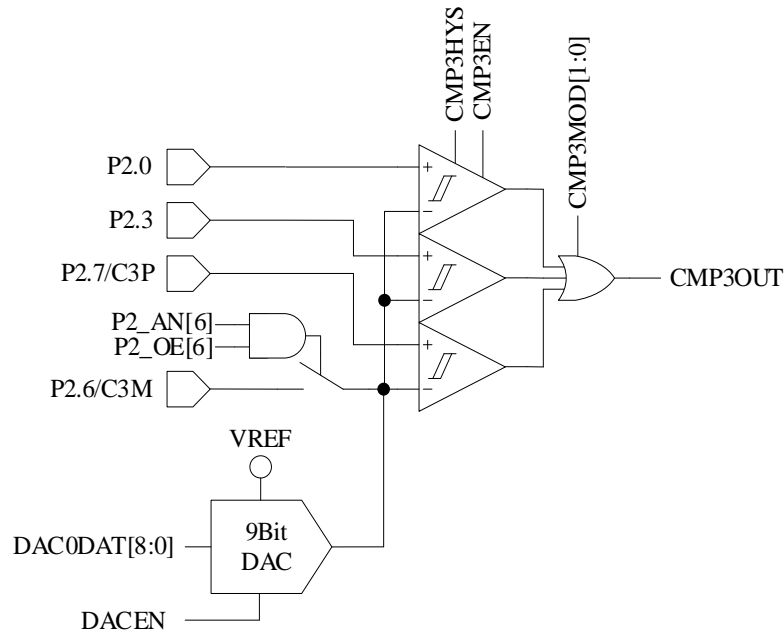 CMP3HYS
CMP3EN
CMP3MOD[1:0]
P2.0
+
−
P2.3
+
−
P2.7/C3P
CMP3OUT
P2_AN[6]
P2_OE[6]
+
−
P2.6/C3M
VREF
DAC0DAT[8:0]
9Bit
DAC
DACEN